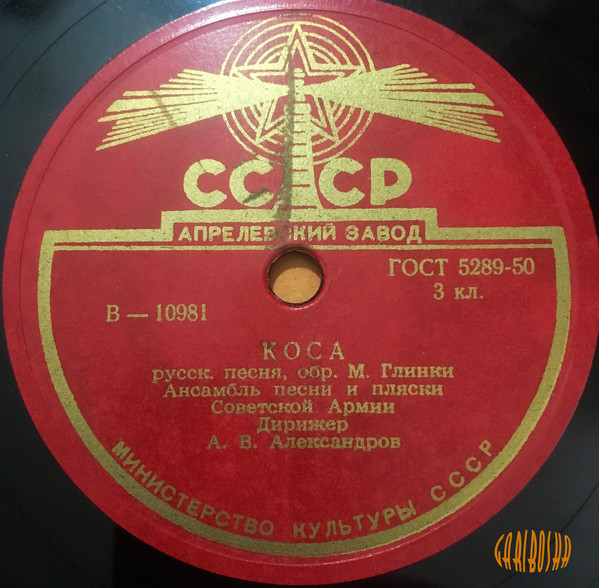 СССР
АПРЕЛЕВСКИЙ ЗАВОД
ГОСТ 5289-50
3 кл.
В — 10981
КОСА
русск. песня, обр. М. Глинки
Ансамбль песни и пляски
Советской Армии
Дирижер
А. В. Александров
МИНИСТЕРСТВО КУЛЬТУРЫ СССР
GARIBOSHA